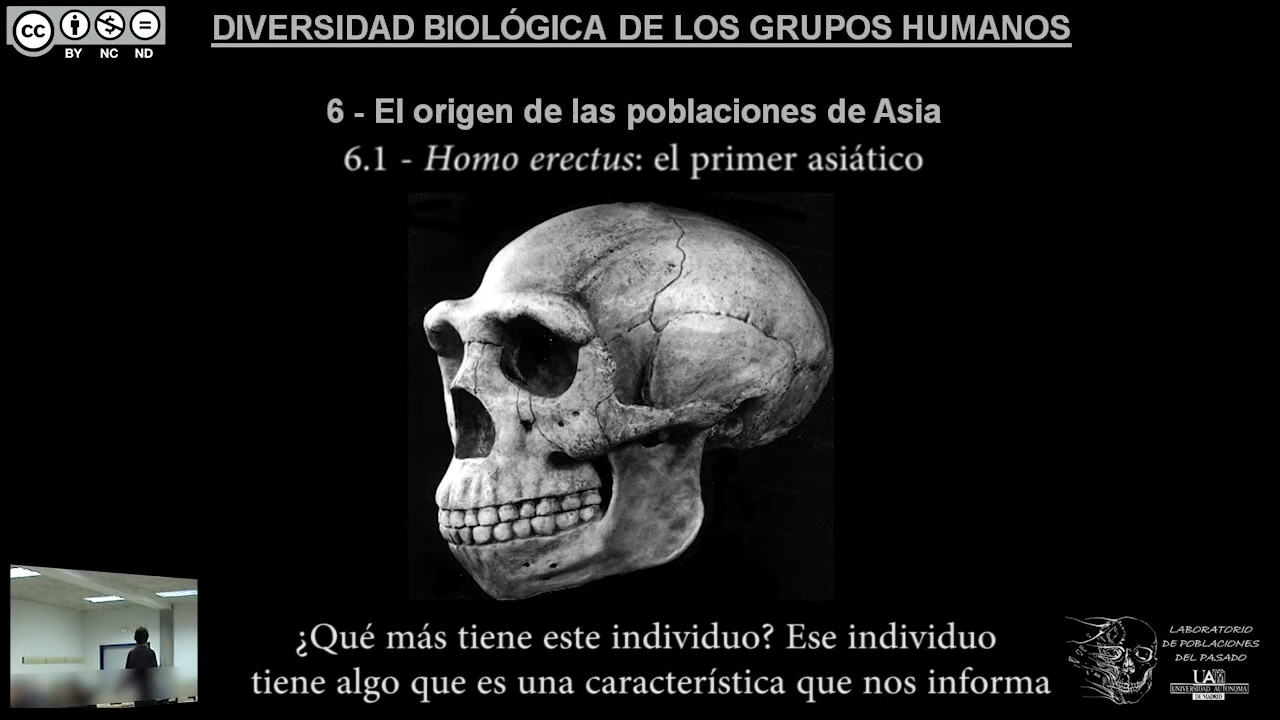 cc
BY NC ND
DIVERSIDAD BIOLÓGICA DE LOS GRUPOS HUMANOS
6 - El origen de las poblaciones de Asia
6.1 - Homo erectus: el primer asiático
¿Qué más tiene este individuo? Ese individuo
tiene algo que es una característica que nos informa
LABORATORIO
DE POBLACIONES
DEL PASADO
UAM
UNIVERSIDAD AUTONOMA
DE MADRID